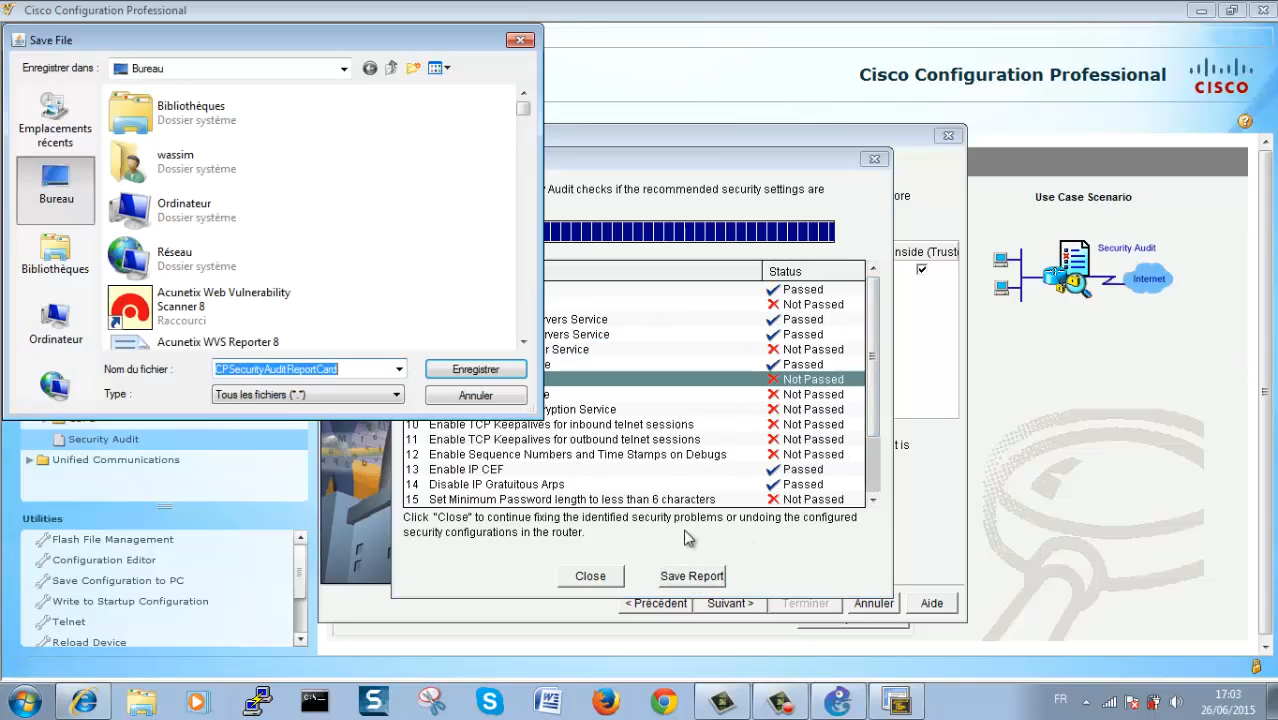 Cisco Configuration Professional
Save File
Enregistrer dans :
Bureau
Emplacements
récents
Bureau
Bibliothèques
Ordinateur
Bibliothèques
Dossier système
wassim
Dossier système
Ordinateur
Dossier système
Réseau
Dossier système
Acunetix Web Vulnerability
Scanner 8
Raccourci
Acunetix WVS Reporter 8
Nom du fichier :
CPSecurityAuditReportCard
Enregistrer
Type :
Tous les fichiers (*.*)
Annuler
Cisco Configuration Professional
CISCO
Audit checks if the recommended security settings are
ore
Use Case Scenario
Security Audit
Internet
nside (Trust
Status
Passed
Not Passed
ervers Service Passed
ervers Service Passed
er Service Not Passed
ce Passed
Not Passed
ce Not Passed
ryption Service Not Passed
10 Enable TCP Keepalives for inbound telnet sessions Not Passed
11 Enable TCP Keepalives for outbound telnet sessions Not Passed
12 Enable Sequence Numbers and Time Stamps on Debugs Not Passed
13 Enable IP CEF Passed
14 Disable IP Gratuitous Arps Passed
15 Set Minimum Password length to less than 6 characters Not Passed
t is
Click "Close" to continue fixing the identified security problems or undoing the configured
security configurations in the router.
Close
Save Report
< Précédent
Suivant >
Terminer
Annuler
Aide
Security Audit
Unified Communications
Utilities
Flash File Management
Configuration Editor
Save Configuration to PC
Write to Startup Configuration
Telnet
Reload Device
FR
17:03
26/06/2015